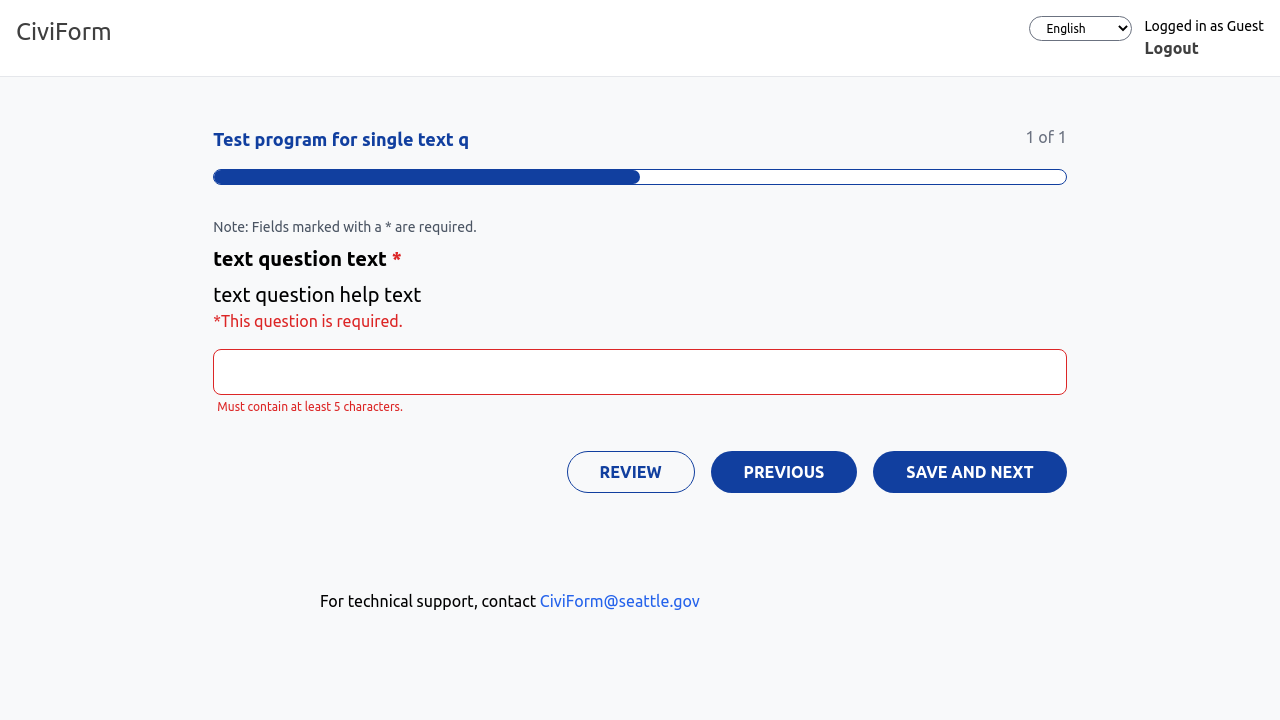 CiviForm
English
Logged in as Guest
Logout
Test program for single text q
1 of 1
Note: Fields marked with a * are required.
text question text *
text question help text
*This question is required.
Must contain at least 5 characters.
REVIEW
PREVIOUS
SAVE AND NEXT
For technical support, contact CiviForm@seattle.gov